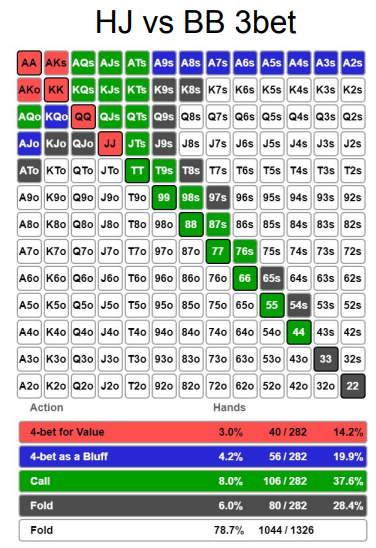 HJ vs BB 3bet
AA AKs AQs AJs ATs A9s A8s A7s A6s A5s A4s A3s A2s
AKo KK KQs KJs KTs K9s K8s K7s K6s K5s K4s K3s K2s
AQo KQo QQ QJs QTs Q9s Q8s Q7s Q6s Q5s Q4s Q3s Q2s
AJo KJo QJo JJ JTs J9s J8s J7s J6s J5s J4s J3s J2s
ATo KTo QTo JTo TT T9s T8s T7s T6s T5s T4s T3s T2s
A9o K9o Q9o J9o T9o 99 98s 97s 96s 95s 94s 93s 92s
A8o K8o Q8o J8o T8o 98o 88 87s 86s 85s 84s 83s 82s
A7o K7o Q7o J7o T7o 97o 87o 77 76s 75s 74s 73s 72s
A6o K6o Q6o J6o T6o 96o 86o 76o 66 65s 64s 63s 62s
A5o K5o Q5o J5o T5o 95o 85o 75o 65o 55 54s 53s 52s
A4o K4o Q4o J4o T4o 94o 84o 74o 64o 54o 44 43s 42s
A3o K3o Q3o J3o T3o 93o 83o 73o 63o 53o 43o 33 32s
A2o K2o Q2o J2o T2o 92o 82o 72o 62o 52o 42o 32o 22
Action Hands
4-bet for Value 3.0% 40 / 282 14.2%
4-bet as a Bluff 4.2% 56 / 282 19.9%
Call 8.0% 106 / 282 37.6%
Fold 6.0% 80 / 282 28.4%
Fold 78.7% 1044 / 1326